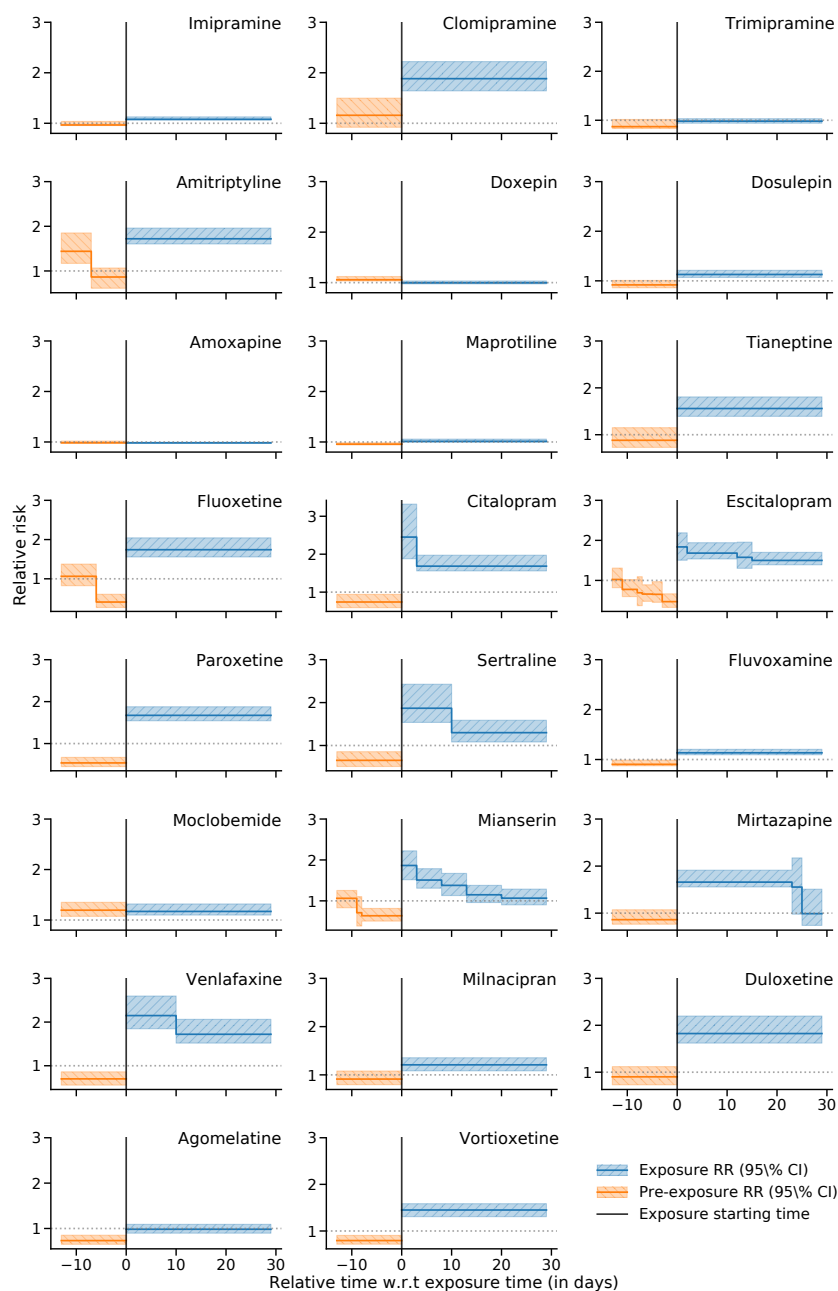 Imipramine
Clomipramine
Trimipramine
3
2
1
3
2
1
3
2
1
Amitriptyline
Doxepin
Dosulepin
3
2
1
3
2
1
3
2
1
Amoxapine
Maprotiline
Tianeptine
3
2
1
3
2
1
3
2
1
Relative risk
Fluoxetine
Citalopram
Escitalopram
3
2
1
3
2
1
3
2
1
Paroxetine
Sertraline
Fluvoxamine
3
2
1
3
2
1
3
2
1
Moclobemide
Mianserin
Mirtazapine
3
2
1
3
2
1
3
2
1
Venlafaxine
Milnacipran
Duloxetine
3
2
1
3
2
1
3
2
1
−10 0 10 20 30
Agomelatine
Vortioxetine
3
2
1
3
2
1
−10 0 10 20 30
−10 0 10 20 30
Exposure RR (95\% CI)
Pre-exposure RR (95\% CI)
Exposure starting time
Relative time w.r.t exposure time (in days)